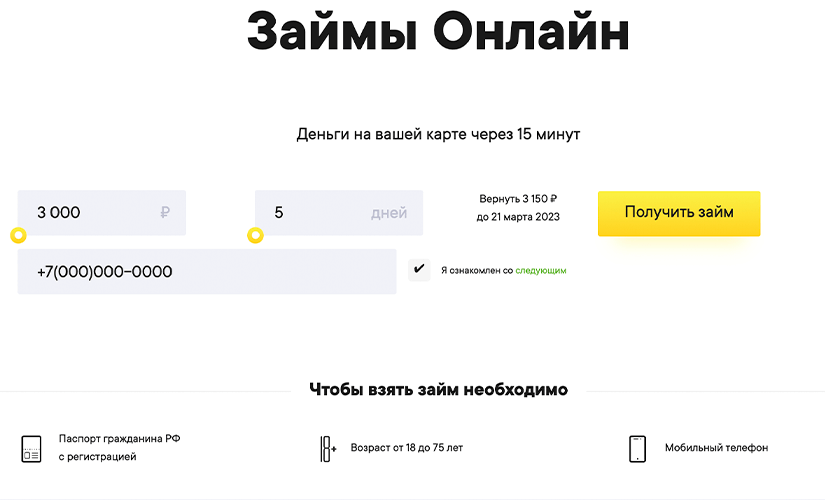 Займы Онлайн
Деньги на вашей карте через 15 минут
3 000 ₽
5 дней
Вернуть 3 150 ₽
до 21 марта 2023
Получить займ
+7(000)000-0000
✔ Я ознакомлен со следующим
Чтобы взять займ необходимо
Паспорт гражданина РФ
с регистрацией
18+
Возраст от 18 до 75 лет
Мобильный телефон